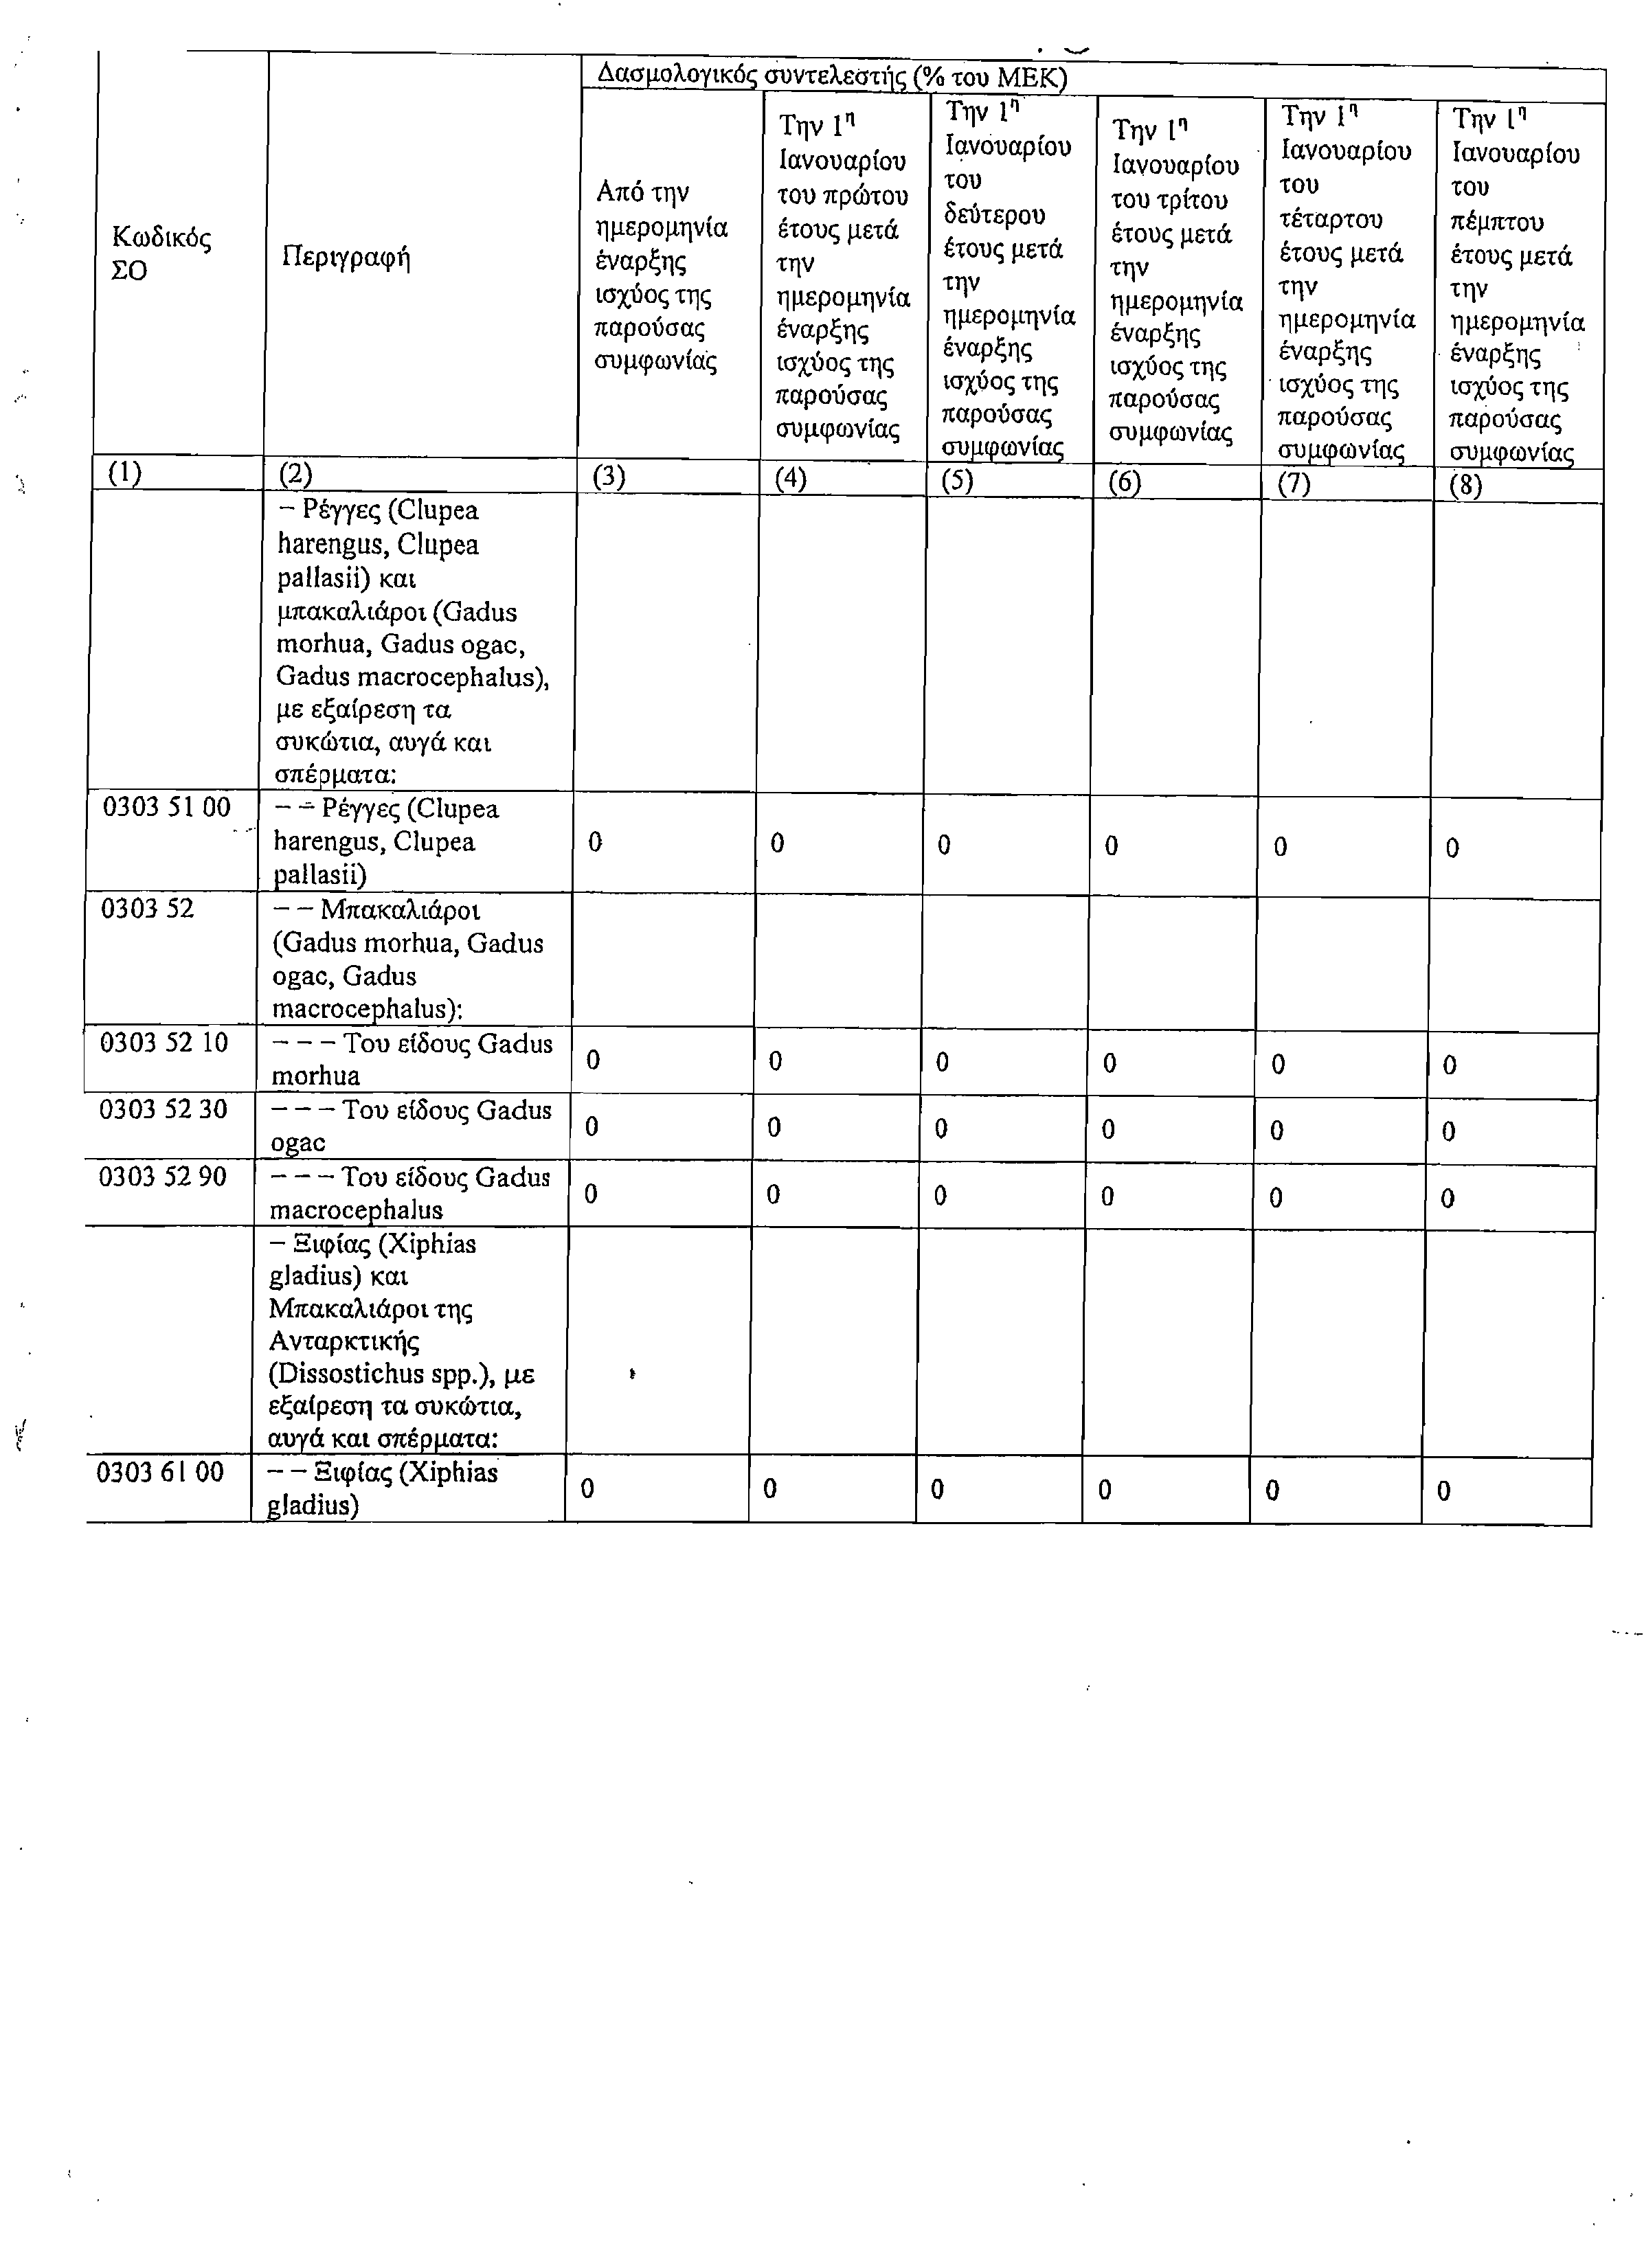 Δασμολογικός συντελεστής (% του ΜΕΚ)
Κωδικός
ΣΟ
Περιγραφή
Από την
ημερομηνία
έναρξης
ισχύος της
παρούσας
συμφωνίας
Την 1η
Ιανουαρίου
του πρώτου
έτους μετά
την
ημερομηνία
έναρξης
ισχύος της
παρούσας
συμφωνίας
Την 1η
Ιανουαρίου
του
δεύτερου
έτους μετά
την
ημερομηνία
έναρξης
ισχύος της
παρούσας
συμφωνίας
Την 1η
Ιανουαρίου
του τρίτου
έτους μετά
την
ημερομηνία
έναρξης
ισχύος της
παρούσας
συμφωνίας
Την 1η
Ιανουαρίου
του
τέταρτου
έτους μετά
την
ημερομηνία
έναρξης
ισχύος της
παρούσας
συμφωνίας
Την 1η
Ιανουαρίου
του
πέμπτου
έτους μετά
την
ημερομηνία
έναρξης
ισχύος της
παρούσας
συμφωνίας
(1) (2) (3) (4) (5) (6) (7) (8)
– Ρέγγες (Clupea
harengus, Clupea
pallasii) και
μπακαλιάροι (Gadus
morhua, Gadus ogac,
Gadus macrocephalus),
με εξαίρεση τα
συκώτια, αυγά και
σπέρματα:
0303 51 00 – – Ρέγγες (Clupea
harengus, Clupea 0 0 0 0 0 0
pallasii)
0303 52 – – Μπακαλιάροι
(Gadus morhua, Gadus
ogac, Gadus
macrocephalus):
0303 52 10 – – – Του είδους Gadus
morhua 0 0 0 0 0 0
0303 52 30 – – – Του είδους Gadus
ogac 0 0 0 0 0 0
0303 52 90 – – – Του είδους Gadus
macrocephalus 0 0 0 0 0 0
– Ξιφίας (Xiphias
gladius) και
Μπακαλιάροι της
Ανταρκτικής
(Dissostichus spp.), με
εξαίρεση τα συκώτια,
αυγά και σπέρματα:
0303 61 00 – – Ξιφίας (Xiphias
gladius) 0 0 0 0 0 0